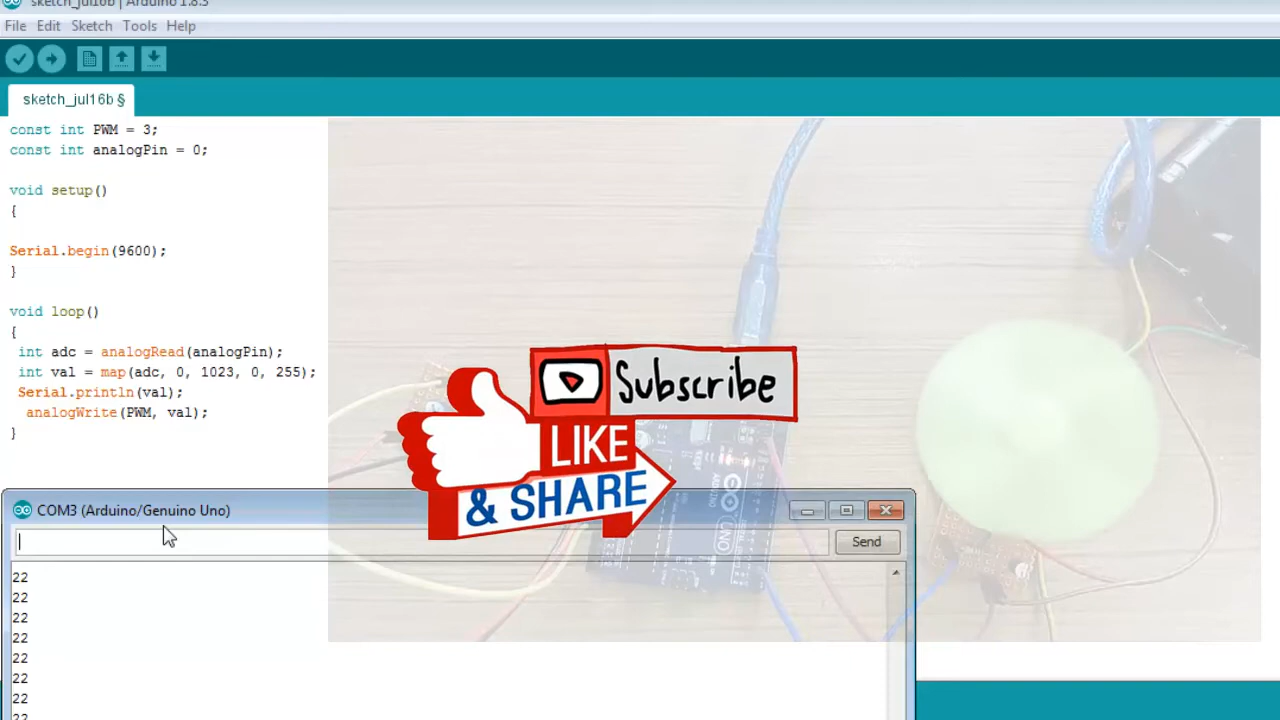 sketch_jul16b | Arduino 1.8.3
File Edit Sketch Tools Help
sketch_jul16b §
const int PWM = 3;
const int analogPin = 0;
void setup()
{
Serial.begin(9600);
}
void loop()
{
int adc = analogRead(analogPin);
int val = map(adc, 0, 1023, 0, 255);
Serial.println(val);
analogWrite(PWM, val);
}
Subscribe
LIKE
& SHARE
ARDUINO
UNO
COM3 (Arduino/Genuino Uno)
Send
22
22
22
22
22
22
22
22